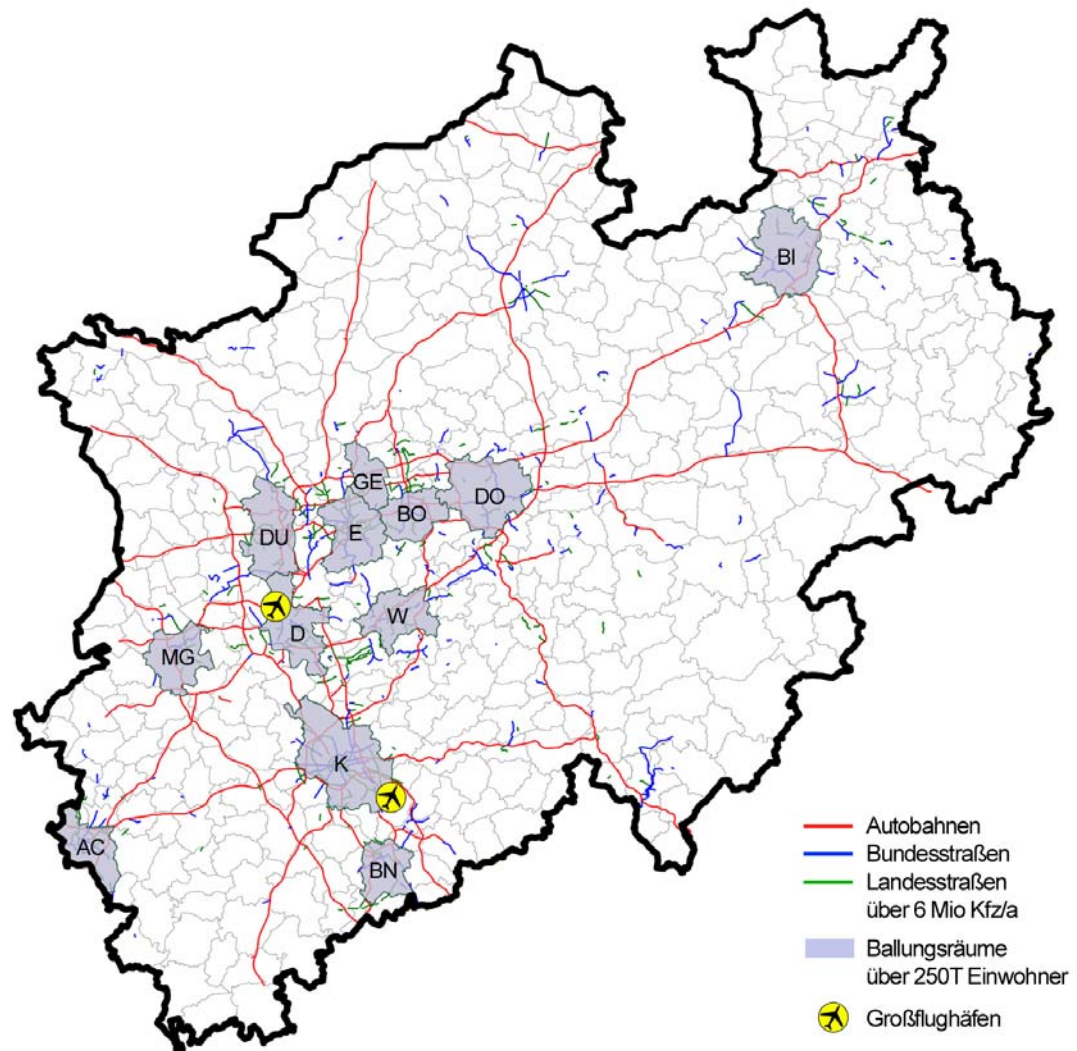 BI
GE
DO
BO
DU
E
W
D
MG
K
AC
BN
Autobahnen
Bundesstraßen
Landesstraßen
über 6 Mio Kfz/a
Ballungsräume
über 250T Einwohner
Großflughäfen